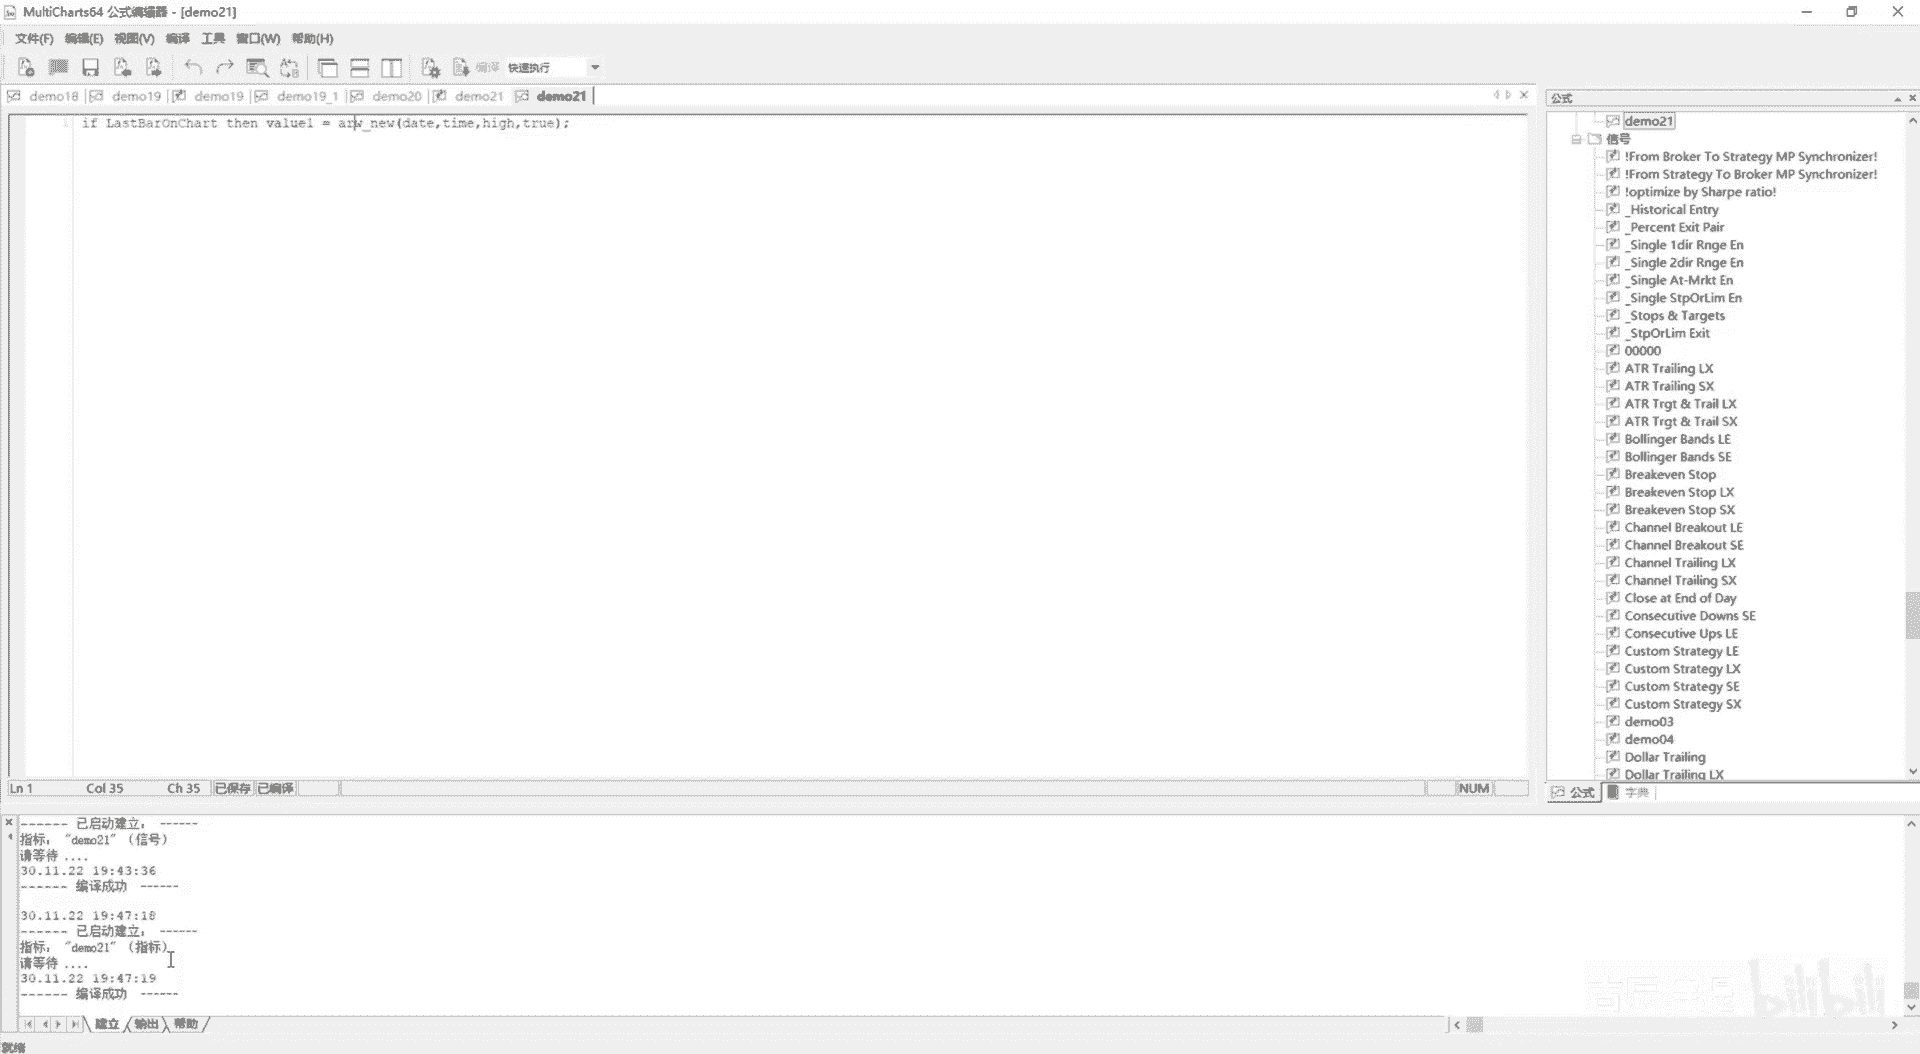 MultiCharts64 公式编辑器 - [demo21]
文件(F) 编辑(E) 视图(V) 编译 工具 窗口(W) 帮助(H)
编译 快速执行
demo18 demo19 demo19 demo19_1 demo20 demo21 demo21
1 if LastBarOnChart then value1 = arw_new(date,time,high,true);
Ln 1 Col 35 Ch 35 已保存 已编译 NUM
公式
demo21
信号
!From Broker To Strategy MP Synchronizer!
!From Strategy To Broker MP Synchronizer!
!optimize by Sharpe ratio!
_Historical Entry
_Percent Exit Pair
_Single 1dir Rnge En
_Single 2dir Rnge En
_Single At-Mrkt En
_Single StpOrLim En
_Stops & Targets
_StpOrLim Exit
00000
ATR Trailing LX
ATR Trailing SX
ATR Trgt & Trail LX
ATR Trgt & Trail SX
Bollinger Bands LE
Bollinger Bands SE
Breakeven Stop
Breakeven Stop LX
Breakeven Stop SX
Channel Breakout LE
Channel Breakout SE
Channel Trailing LX
Channel Trailing SX
Close at End of Day
Consecutive Downs SE
Consecutive Ups LE
Custom Strategy LE
Custom Strategy LX
Custom Strategy SE
Custom Strategy SX
demo03
demo04
Dollar Trailing
Dollar Trailing LX
公式 字典
------ 已启动建立： ------
指标： "demo21" （信号）
请等待 ....
30.11.22 19:43:36
------ 编译成功 ------
30.11.22 19:47:18
------ 已启动建立： ------
指标： "demo21" （指标）
请等待 ....
30.11.22 19:47:19
------ 编译成功 ------
建立 输出 帮助
就绪
bilibili